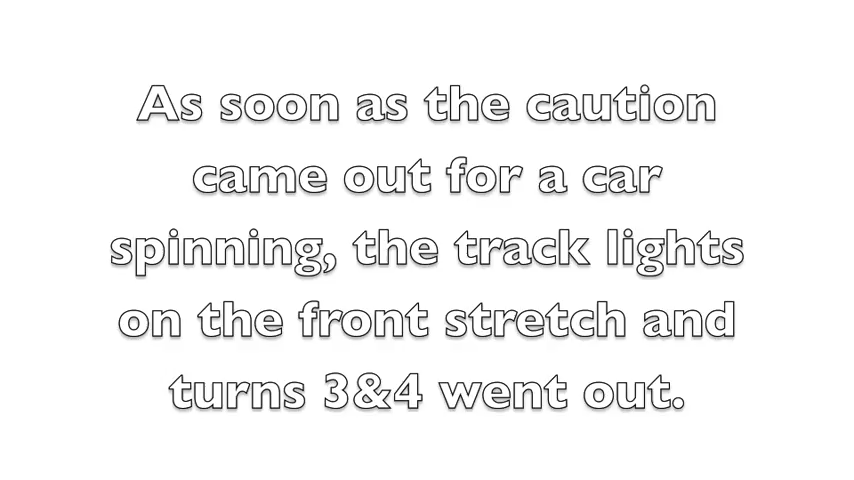 As soon as the caution
came out for a car
spinning, the track lights
on the front stretch and
turns 3&4 went out.